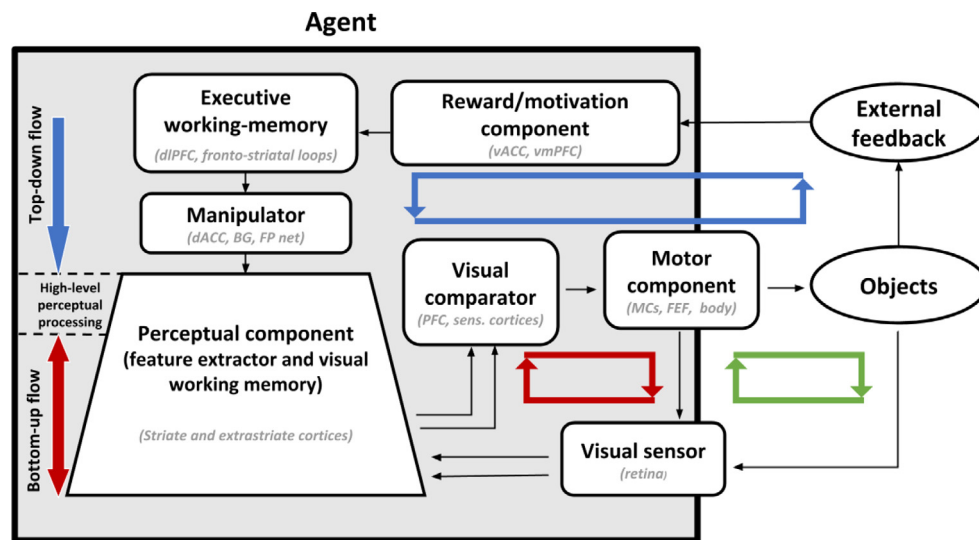 Agent
Executive
working-memory
(dlPFC, fronto-striatal loops)
Reward/motivation
component
(vACC, vmPFC)
External
feedback
Top-down flow
Manipulator
(dACC, BG, FP net)
High-level
perceptual
processing
Visual
comparator
(PFC, sens. cortices)
Motor
component
(MCs, FEF, body)
Objects
Perceptual component
(feature extractor and visual
working memory)
(Striate and extrastriate cortices)
Bottom-up flow
Visual sensor
(retina)